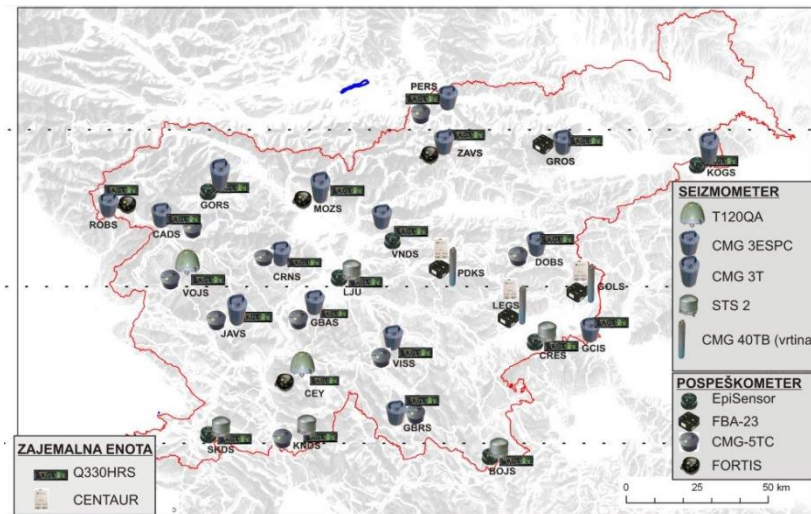 PERS
ZAVS
GROS
KOGS
GORS
MOZS
ROBS
CADS
VNDS
DOBS
PDKS
CRNS
LJU
VOJS
GOLS
LEGS
JAVS
GBAS
CRES
GCIS
VISS
CEY
GBRS
SKDS
KNDS
BOJS
SEIZMOMETER
T120QA
CMG 3ESPC
CMG 3T
STS 2
CMG 40TB (vrtina
POSPEŠKOMETER
EpiSensor
FBA-23
CMG-5TC
FORTIS
ZAJEMALNA ENOTA
Q330HRS
CENTAUR
0 25 50 km